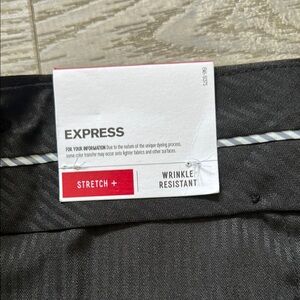 EXPRESS
FOR YOUR INFORMATION Due to the nature of the unique dyeing process,
some color transfer may occur onto lighter fabrics and other surfaces.
STRETCH +
WRINKLE
RESISTANT